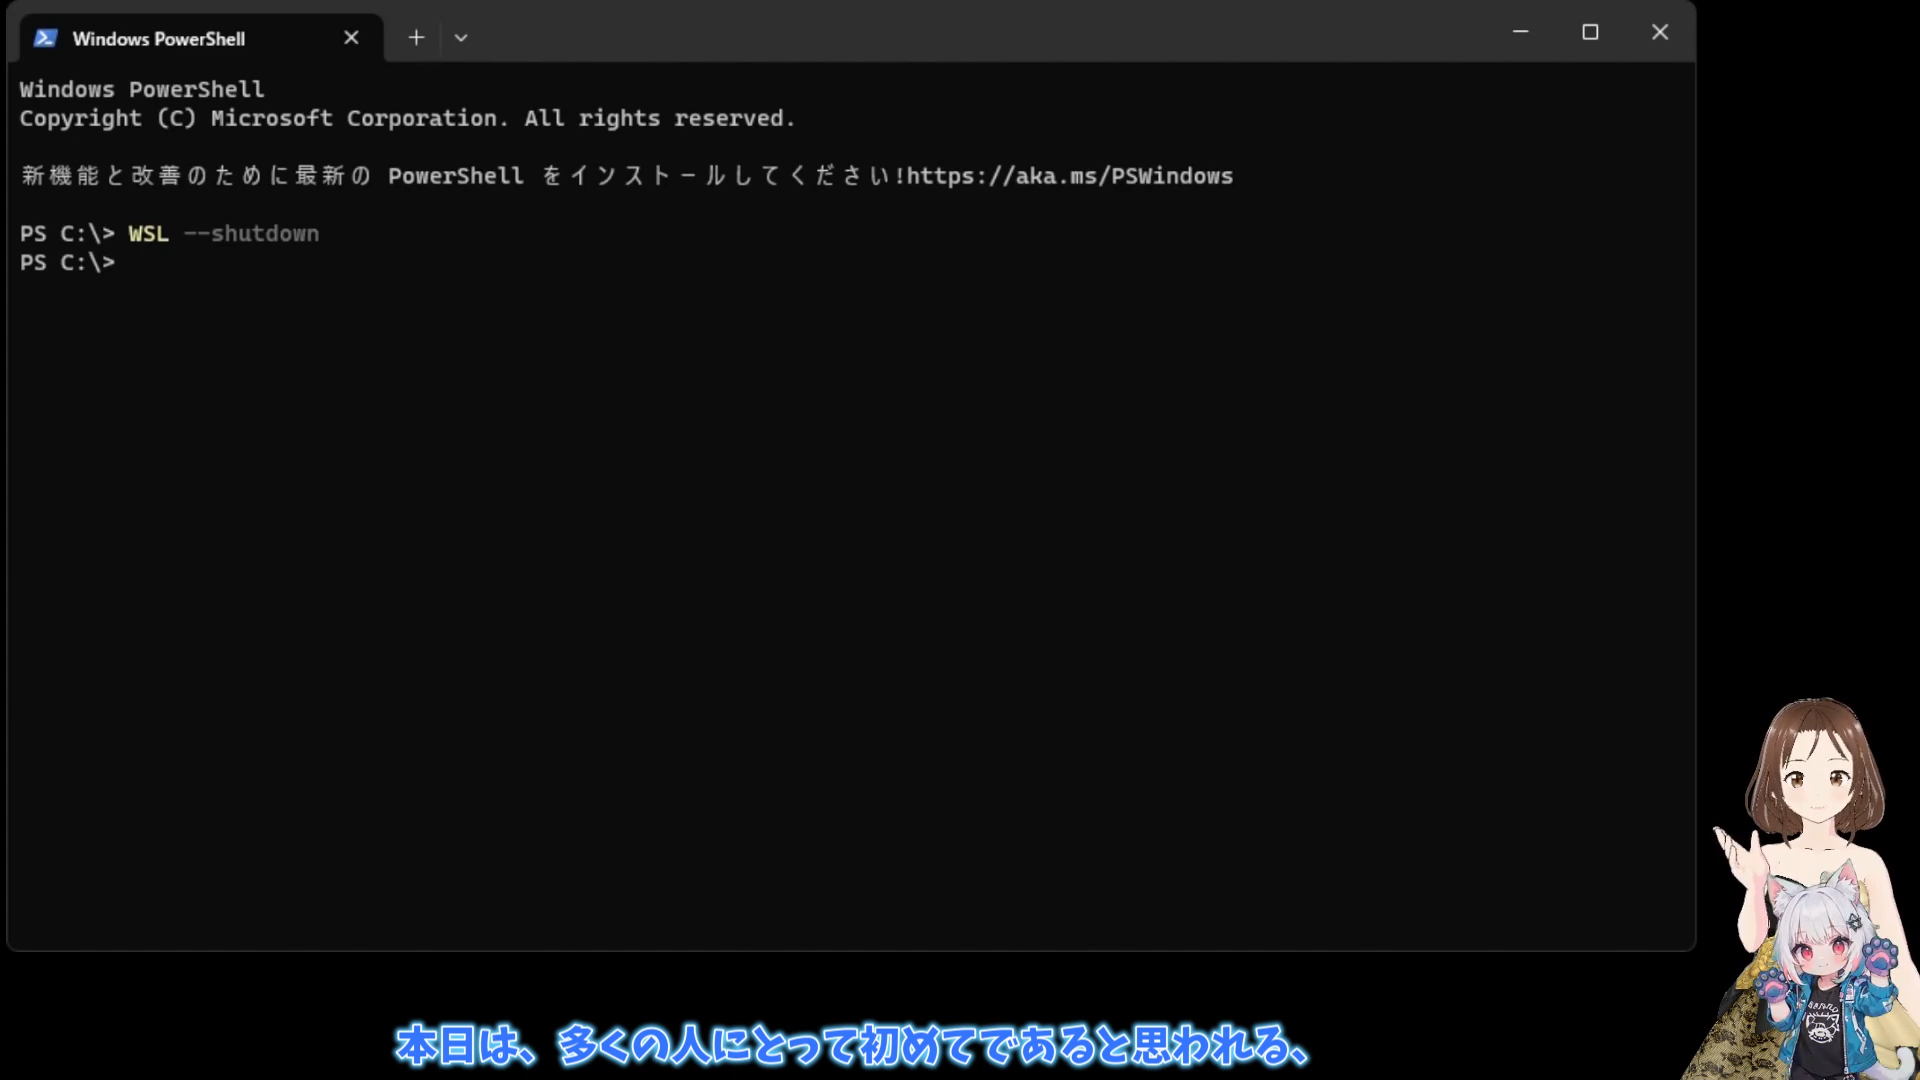 Windows PowerShell
Windows PowerShell
Copyright (C) Microsoft Corporation. All rights reserved.
新機能と改善のために最新の PowerShell をインストールしてください!https://aka.ms/PSWindows
PS C:\> WSL --shutdown
PS C:\>
本日は、多くの人にとって初めてであると思われる、